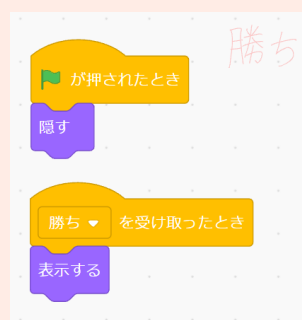 勝ち
が押されたとき
隠す
勝ち を受け取ったとき
表示する